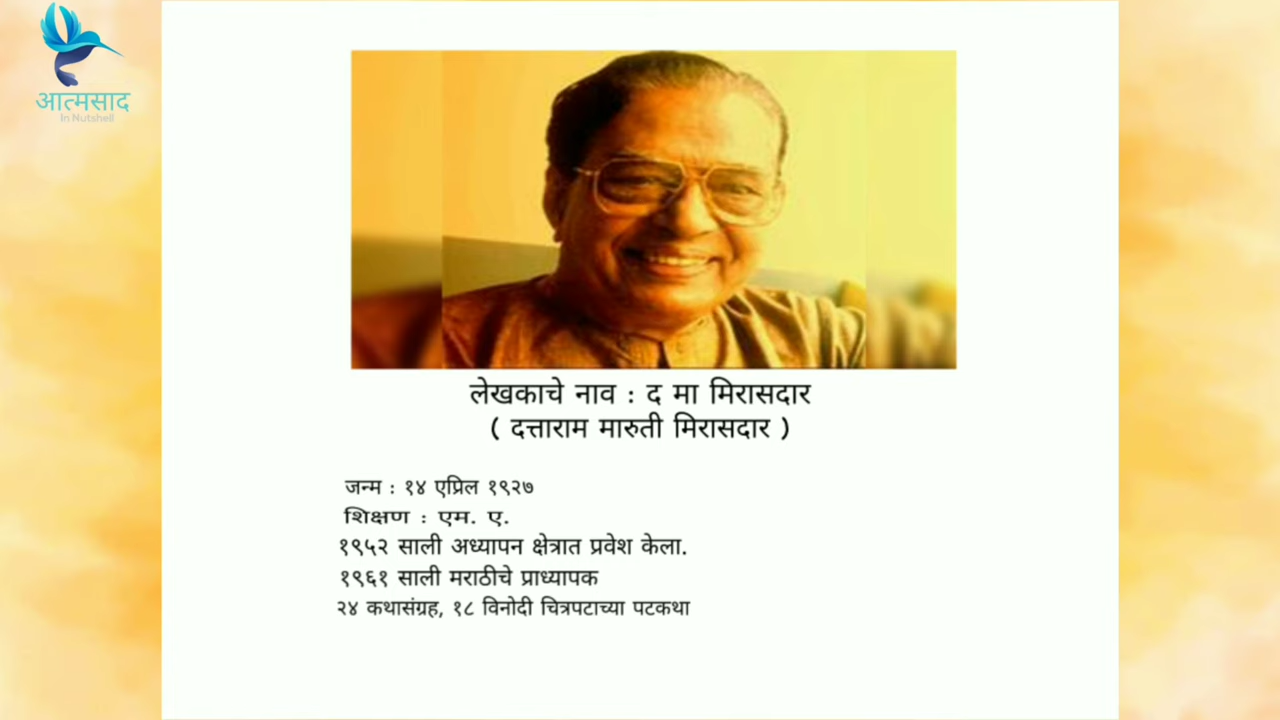 आत्मसाद
In Nutshell
लेखकाचे नाव : द मा मिरासदार
( दत्ताराम मारुती मिरासदार )
जन्म : १४ एप्रिल १९२७
शिक्षण : एम. ए.
१९५२ साली अध्यापन क्षेत्रात प्रवेश केला.
१९६१ साली मराठीचे प्राध्यापक
२४ कथासंग्रह, १८ विनोदी चित्रपटाच्या पटकथा